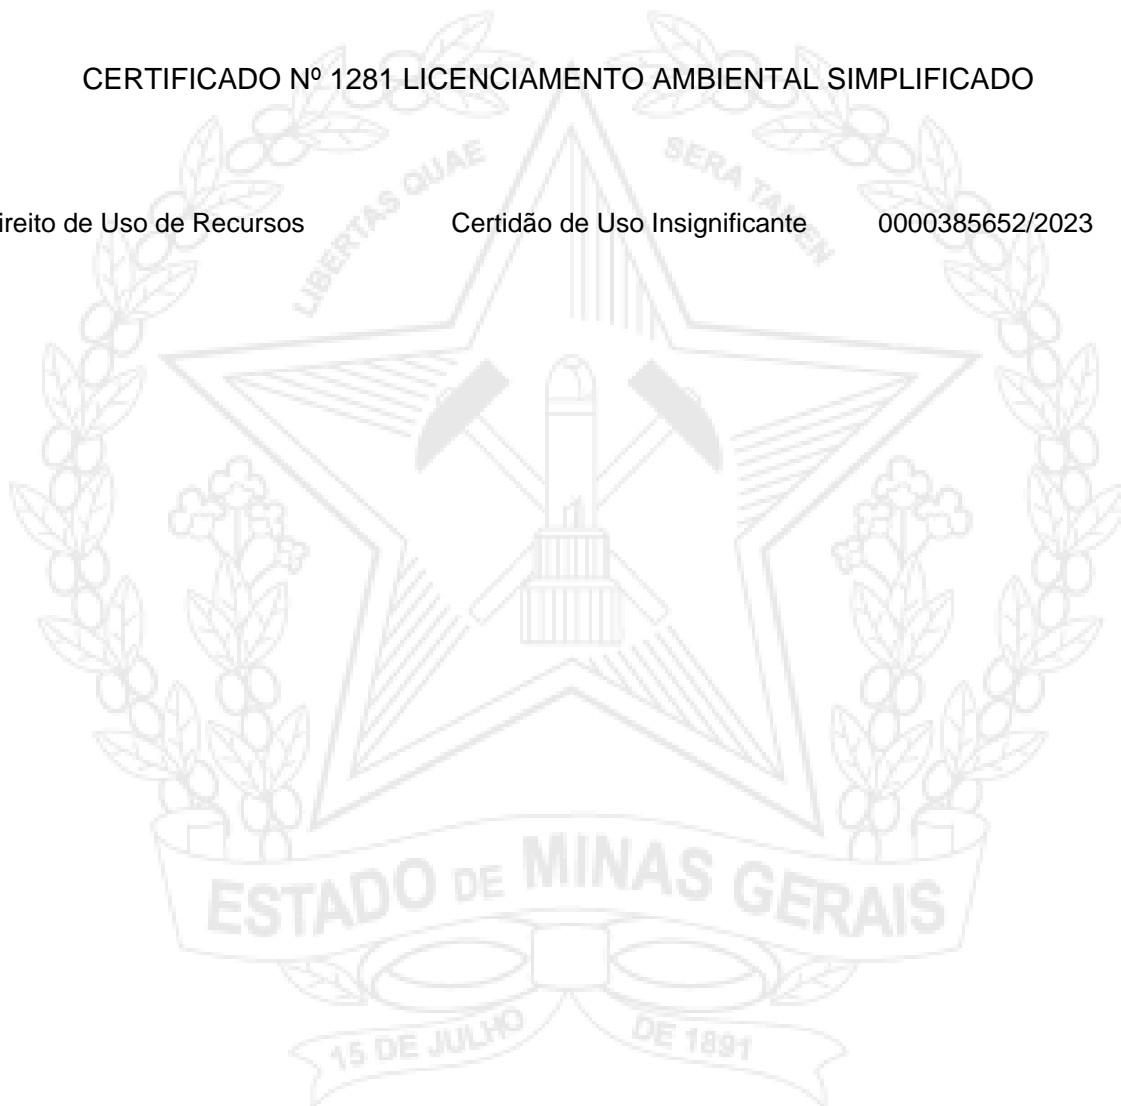 CERTIFICADO Nº 1281 LICENCIAMENTO AMBIENTAL SIMPLIFICADO
LIBERTAS QUAE SERA TAMEN
ireito de Uso de Recursos Certidão de Uso Insignificante 0000385652/2023
ESTADO DE MINAS GERAIS
15 DE JULHO DE 1891